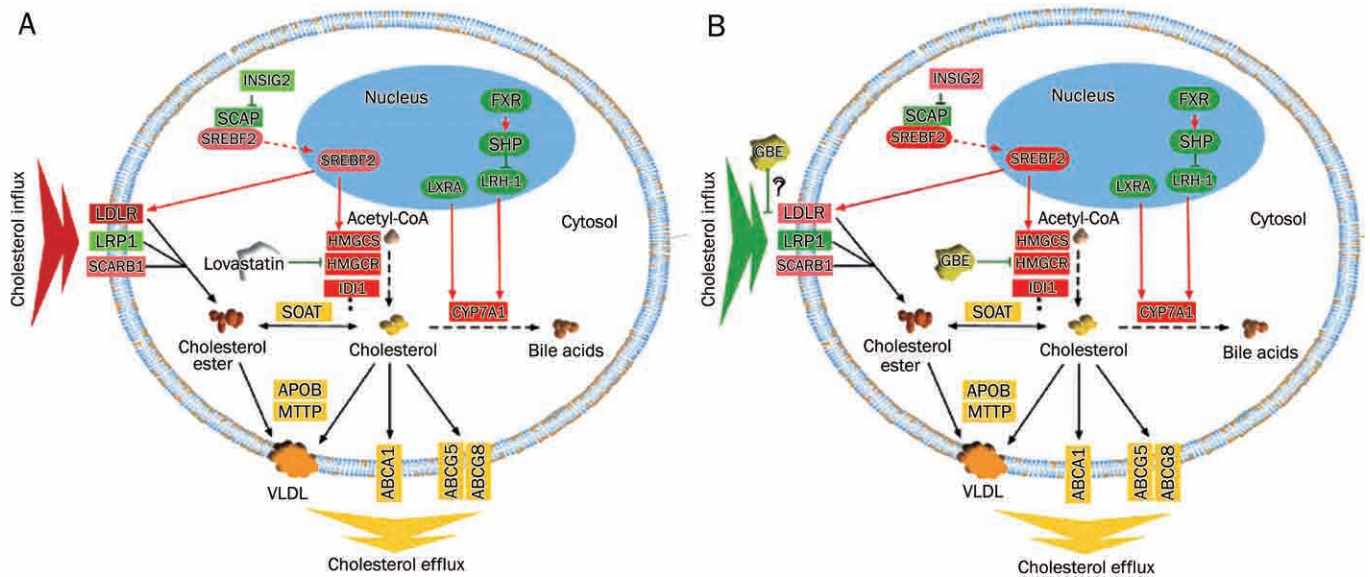 A
INSIG2
SCAP
SREBF2
Nucleus
FXR
SHP
LRH-1
SREBF2
LXRA
Cholesterol influx
LDLR
LRP1
SCARB1
Lovastatin
Acetyl-CoA
HMGCS
HMGCR
IDI1
Cytosol
SOAT
CYP7A1
Cholesterol
ester
Cholesterol
Bile acids
APOB
MTTP
VLDL
ABCA1
ABCG5
ABCG8
Cholesterol efflux
B
INSIG2
SCAP
SREBF2
Nucleus
FXR
SHP
LRH-1
SREBF2
LXRA
GBE
?
Cholesterol influx
LDLR
LRP1
SCARB1
GBE
Acetyl-CoA
HMGCS
HMGCR
IDI1
Cytosol
SOAT
CYP7A1
Cholesterol
ester
Cholesterol
Bile acids
APOB
MTTP
VLDL
ABCA1
ABCG5
ABCG8
Cholesterol efflux